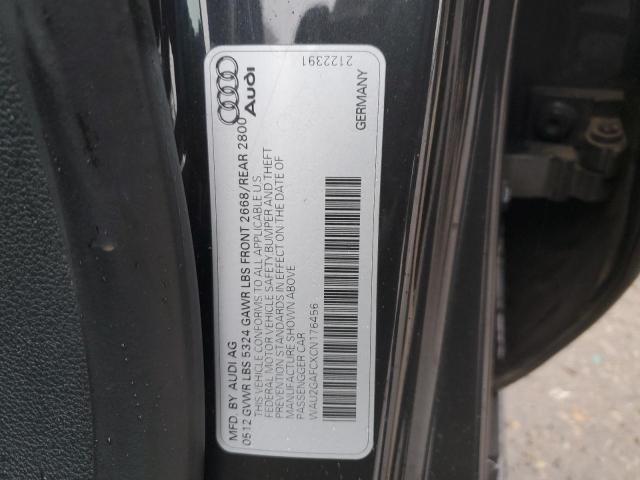 MFD. BY AUDI AG
0512 GVWR LBS 5324 GAWR LBS FRONT 2668/REAR 2800
THIS VEHICLE CONFORMS TO ALL APPLICABLE U.S.
FEDERAL MOTOR VEHICLE SAFETY BUMPER AND THEFT
PREVENTION STANDARDS IN EFFECT ON THE DATE OF
MANUFACTURE SHOWN ABOVE
PASSENGER CAR
WAU2GAFCXCN176456
Audi
GERMANY
2122391